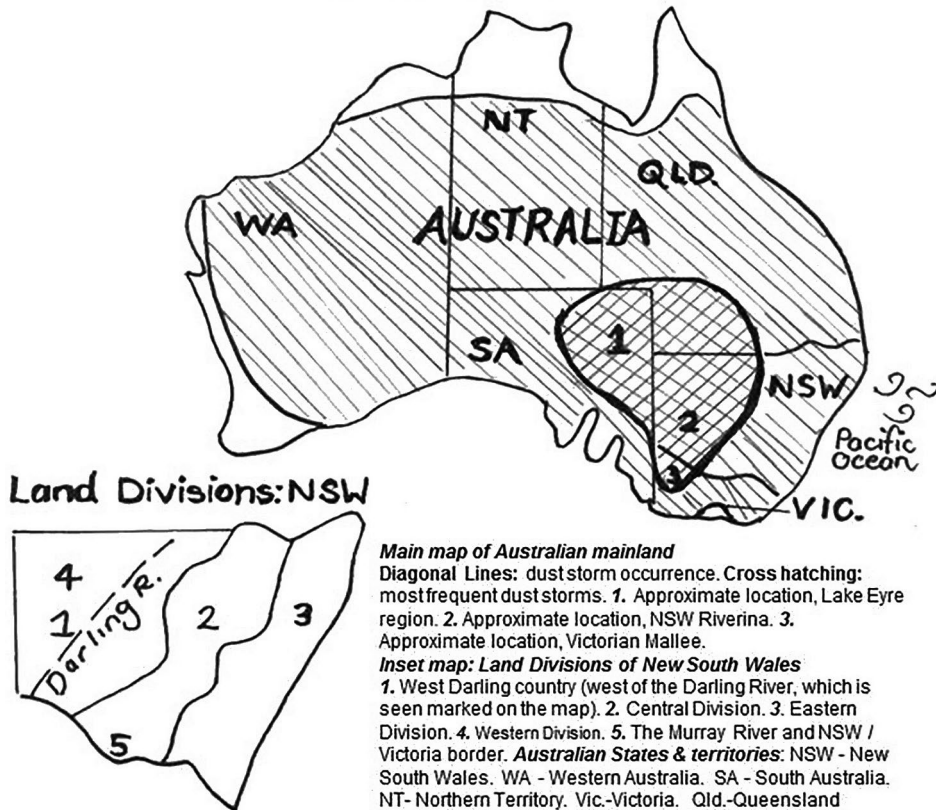 NT
QLD.
WA
AUSTRALIA
1
SA
NSW
2
Pacific
Ocean
3
VIC.
Land Divisions: NSW
4
1
Darling R.
2
3
5
Main map of Australian mainland
Diagonal Lines: dust storm occurrence. Cross hatching:
most frequent dust storms. 1. Approximate location, Lake Eyre
region. 2. Approximate location, NSW Riverina. 3.
Approximate location, Victorian Mallee.
Inset map: Land Divisions of New South Wales
1. West Darling country (west of the Darling River, which is
seen marked on the map). 2. Central Division. 3. Eastern
Division. 4. Western Division. 5. The Murray River and NSW /
Victoria border. Australian States & territories: NSW - New
South Wales. WA - Western Australia. SA - South Australia.
NT- Northern Territory. Vic.-Victoria. Qld.-Queensland